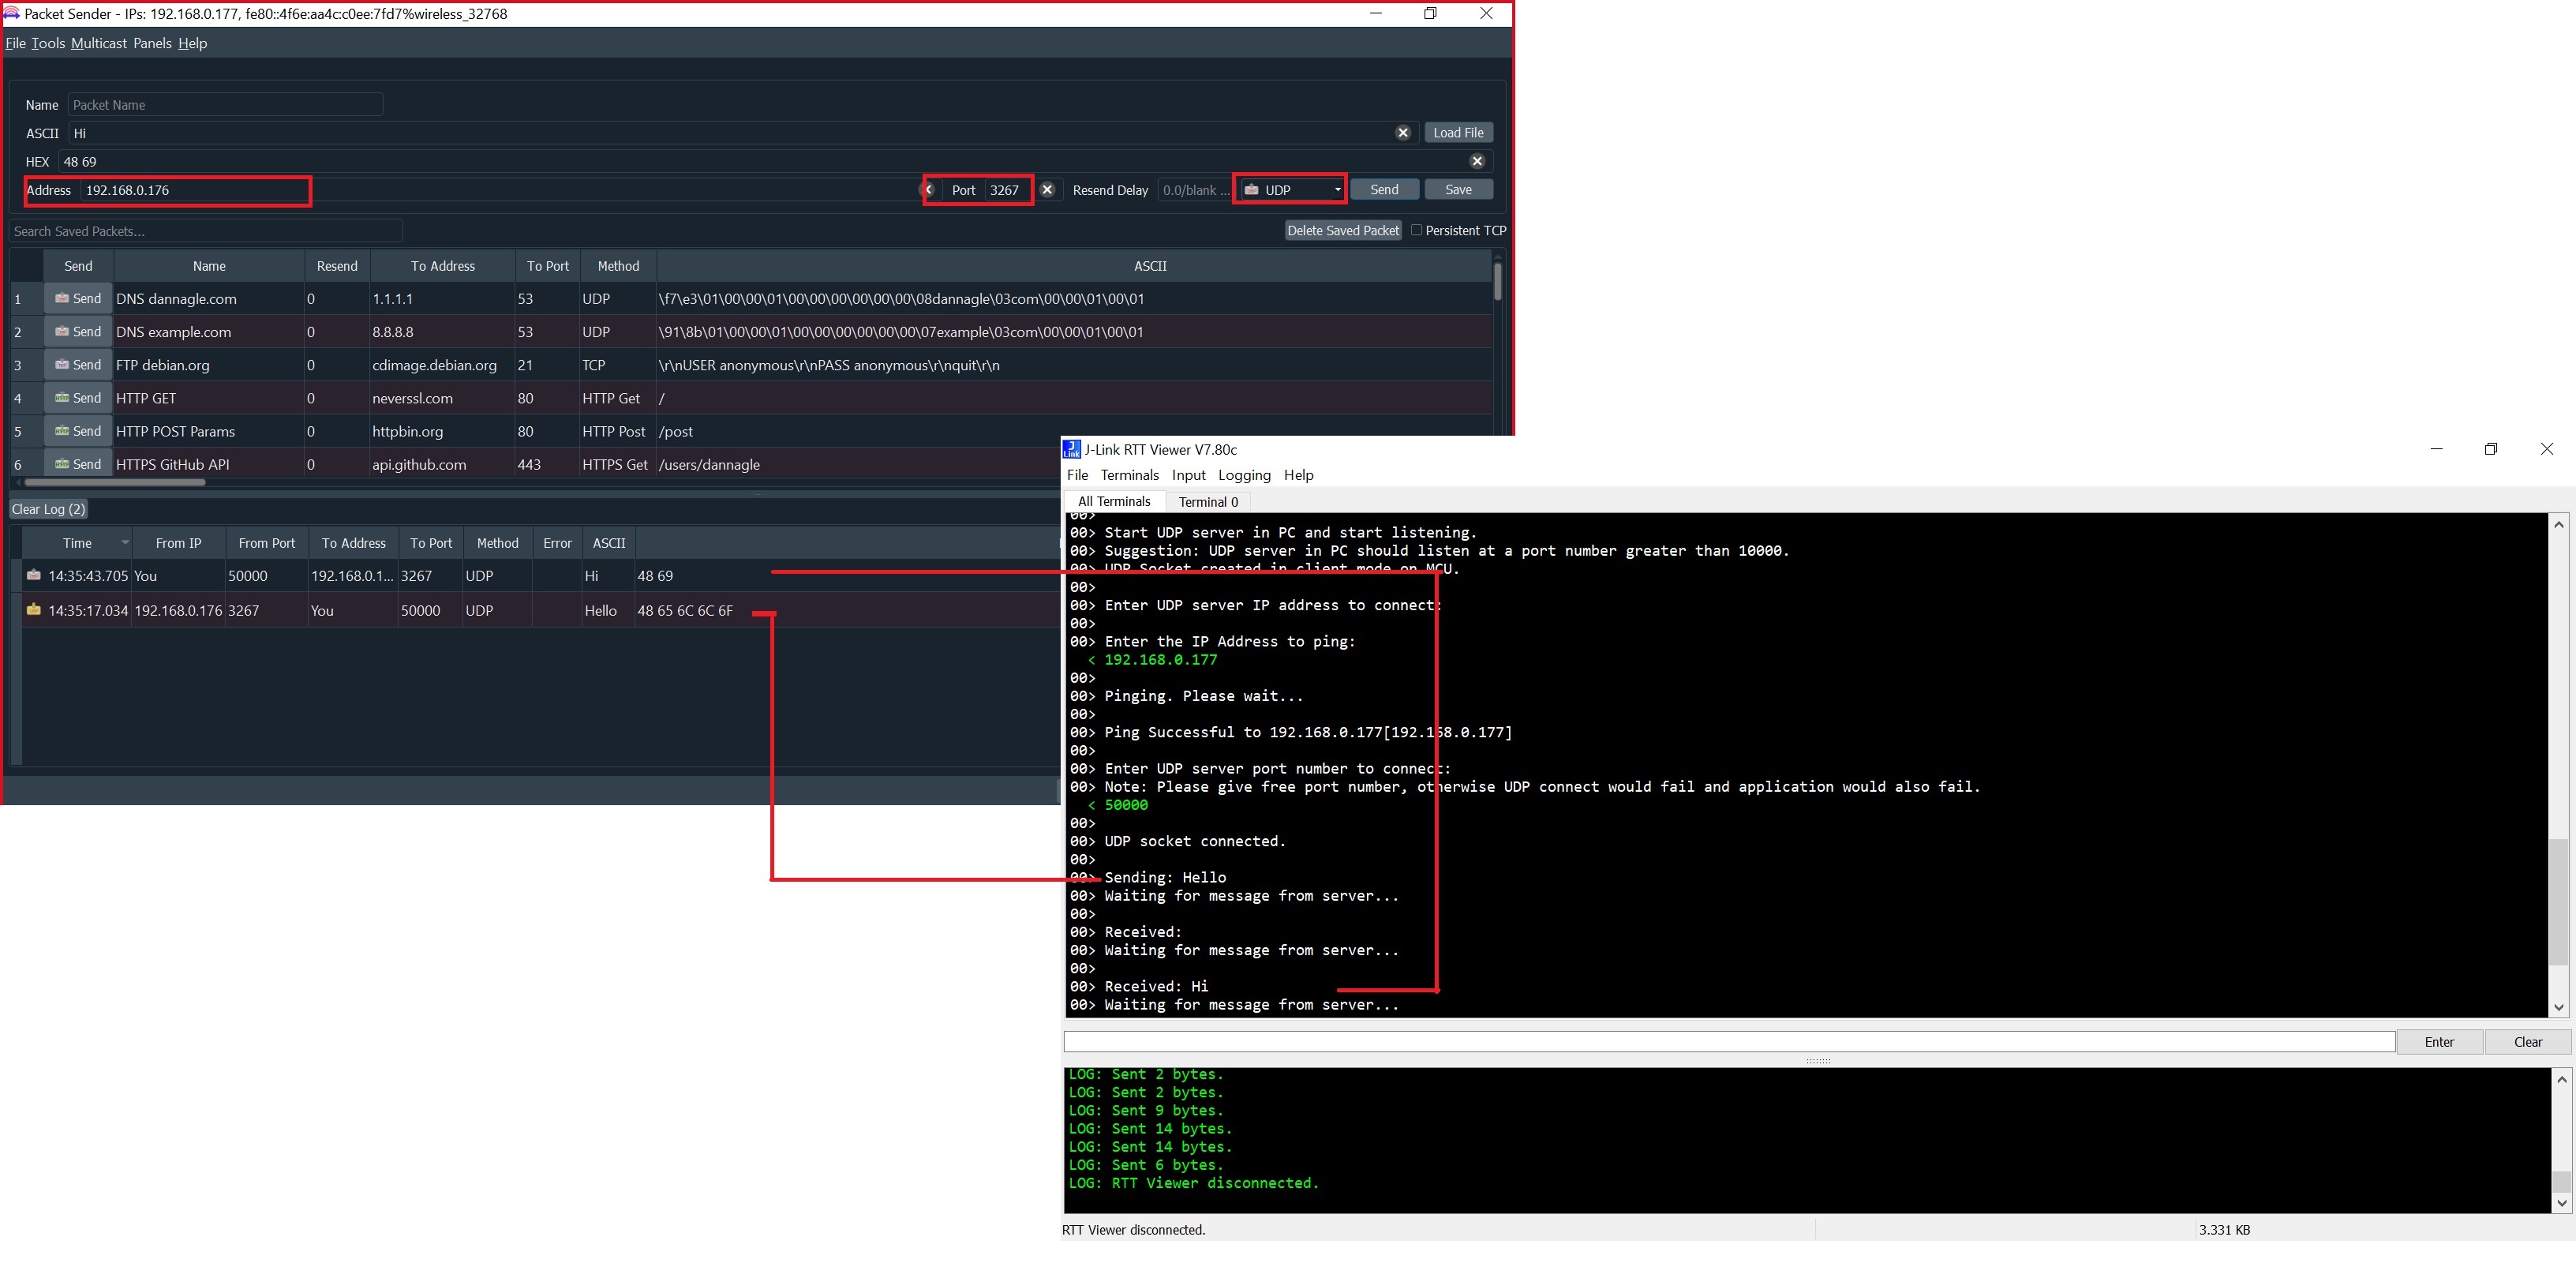 Packet Sender - IPs: 192.168.0.177, fe80::4f6e:aa4c:c0ee:7fd7%wireless_32768
File Tools Multicast Panels Help
Name Packet Name
ASCII Hi Load File
HEX 48 69
Address 192.168.0.176 Port 3267 Resend Delay 0.0/blank ... UDP Send Save
Search Saved Packets... Delete Saved Packet Persistent TCP
Send Name Resend To Address To Port Method ASCII
1 Send DNS dannagle.com 0 1.1.1.1 53 UDP \f7\e3\01\00\00\01\00\00\00\00\00\00\08dannagle\03com\00\00\01\00\01
2 Send DNS example.com 0 8.8.8.8 53 UDP \91\8b\01\00\00\01\00\00\00\00\00\00\07example\03com\00\00\01\00\01
3 Send FTP debian.org 0 cdimage.debian.org 21 TCP \r\nUSER anonymous\r\nPASS anonymous\r\nquit\r\n
4 Send HTTP GET 0 neverssl.com 80 HTTP Get /
5 Send HTTP POST Params 0 httpbin.org 80 HTTP Post /post
6 Send HTTPS GitHub API 0 api.github.com 443 HTTPS Get /users/dannagle
Clear Log (2)
Time From IP From Port To Address To Port Method Error ASCII
14:35:43.705 You 50000 192.168.0.1... 3267 UDP Hi 48 69
14:35:17.034 192.168.0.176 3267 You 50000 UDP Hello 48 65 6C 6C 6F
J-Link RTT Viewer V7.80c
File Terminals Input Logging Help
All Terminals Terminal 0
00>
00> Start UDP server in PC and start listening.
00> Suggestion: UDP server in PC should listen at a port number greater than 10000.
00> UDP Socket created in client mode on MCU.
00>
00> Enter UDP server IP address to connect:
00>
00> Enter the IP Address to ping:
< 192.168.0.177
00>
00> Pinging. Please wait...
00>
00> Ping Successful to 192.168.0.177[192.168.0.177]
00>
00> Enter UDP server port number to connect:
00> Note: Please give free port number, otherwise UDP connect would fail and application would also fail.
< 50000
00>
00> UDP socket connected.
00>
00> Sending: Hello
00> Waiting for message from server...
00>
00> Received:
00> Waiting for message from server...
00>
00> Received: Hi
00> Waiting for message from server...
Enter Clear
LOG: Sent 2 bytes.
LOG: Sent 2 bytes.
LOG: Sent 9 bytes.
LOG: Sent 14 bytes.
LOG: Sent 14 bytes.
LOG: Sent 6 bytes.
LOG: RTT Viewer disconnected.
RTT Viewer disconnected. 3.331 KB